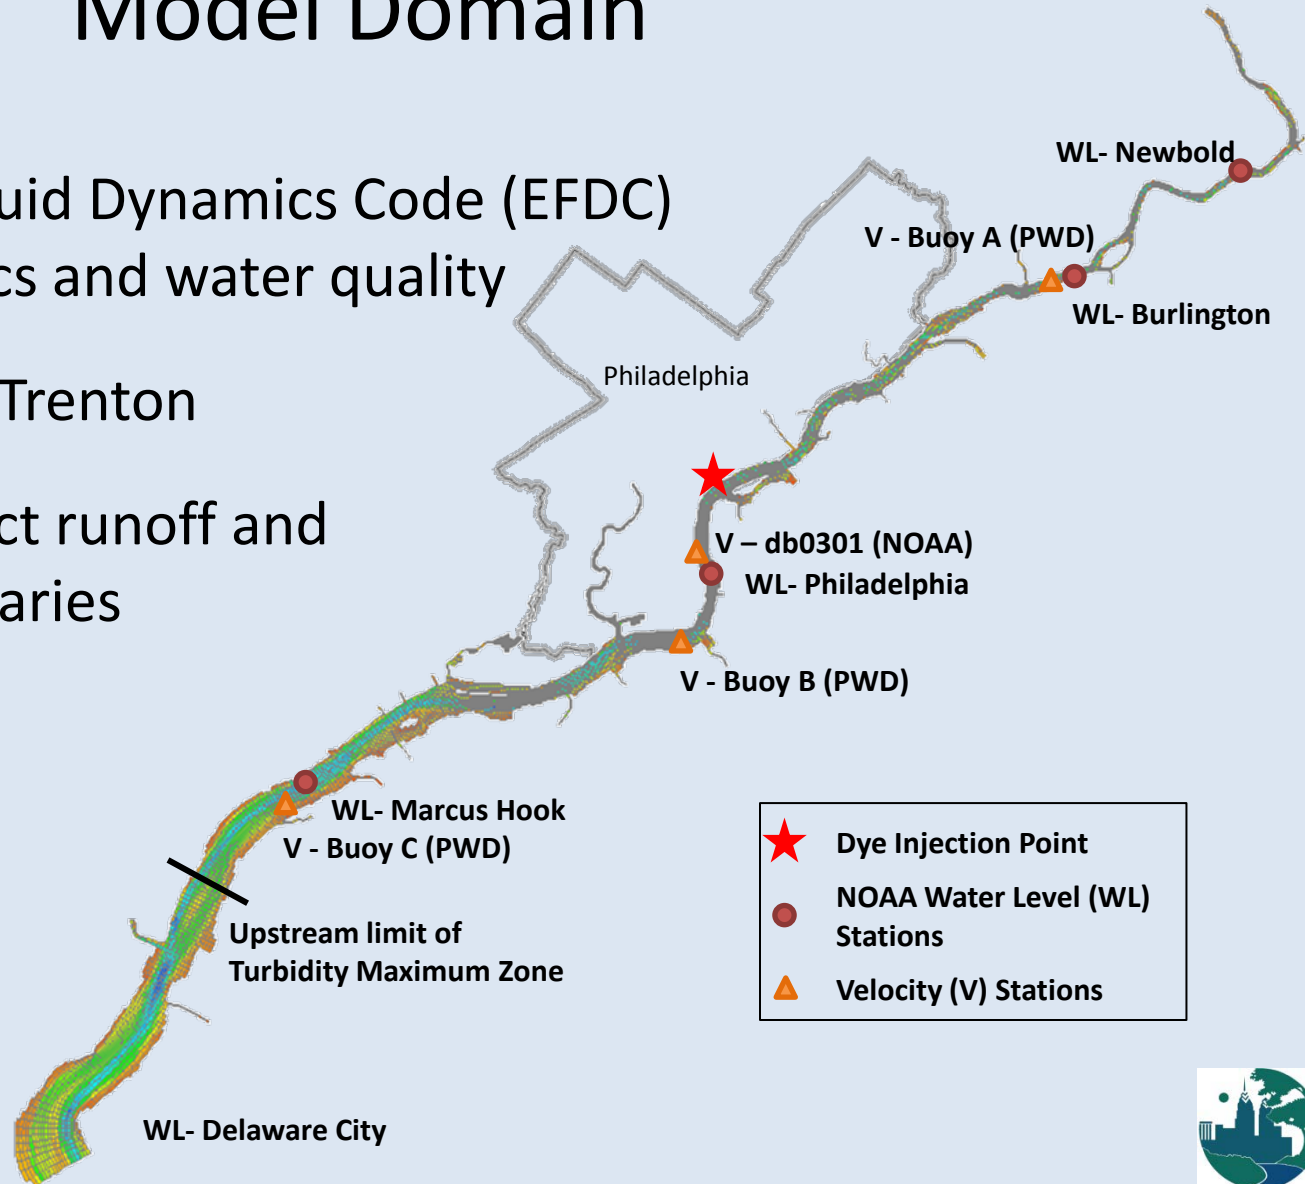 Model Domain
uid Dynamics Code (EFDC)
cs and water quality
Trenton
ct runoff and
aries
WL- Newbold
V - Buoy A (PWD)
WL- Burlington
Philadelphia
V – db0301 (NOAA)
WL- Philadelphia
V - Buoy B (PWD)
WL- Marcus Hook
V - Buoy C (PWD)
Upstream limit of
Turbidity Maximum Zone
WL- Delaware City
Dye Injection Point
NOAA Water Level (WL)
Stations
Velocity (V) Stations